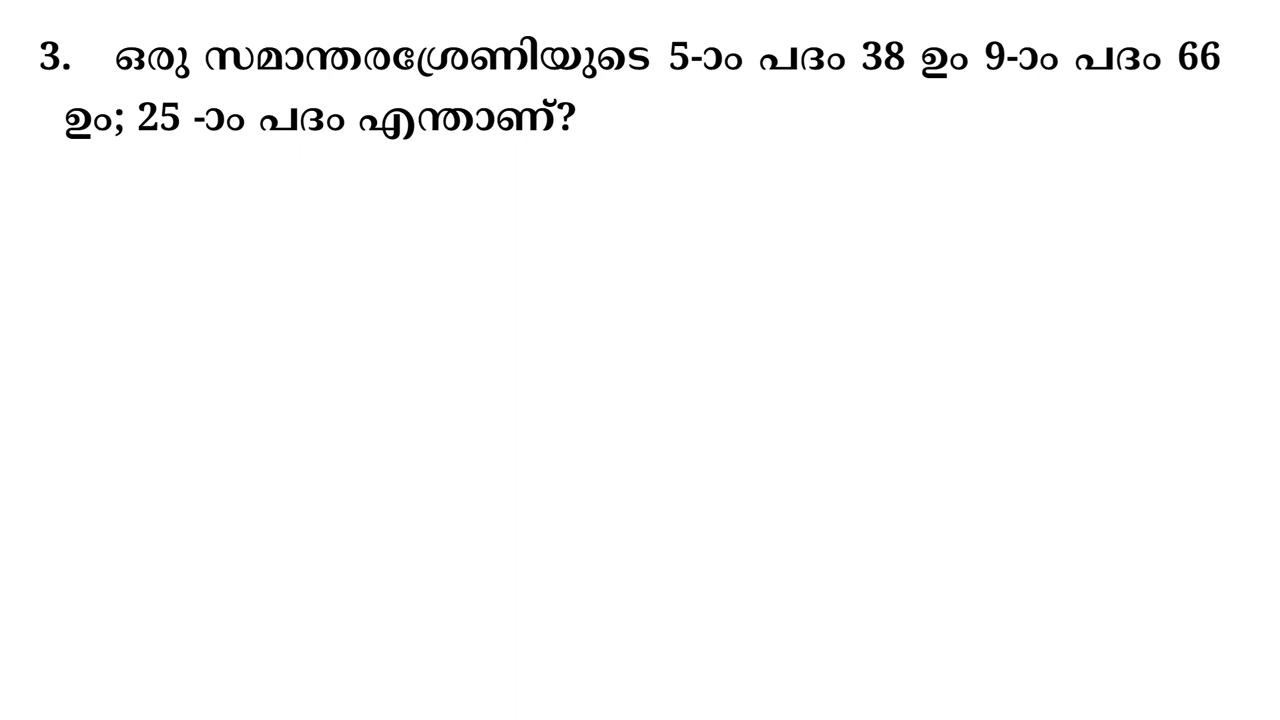 3. ഒരു സമാന്തരശ്രേണിയുടെ 5-ാം പദം 38 ഉം 9-ാം പദം 66
ഉം; 25 -ാം പദം എന്താണ്?